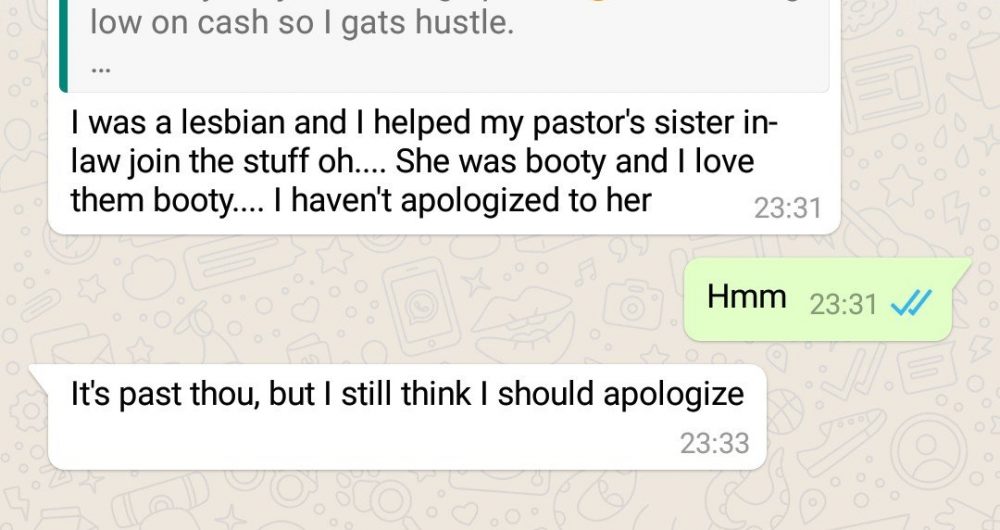 low on cash so I gats hustle.
...
I was a lesbian and I helped my pastor's sister in-
law join the stuff oh.... She was booty and I love
them booty.... I haven't apologized to her
23:31
Hmm 23:31
It's past thou, but I still think I should apologize
23:33